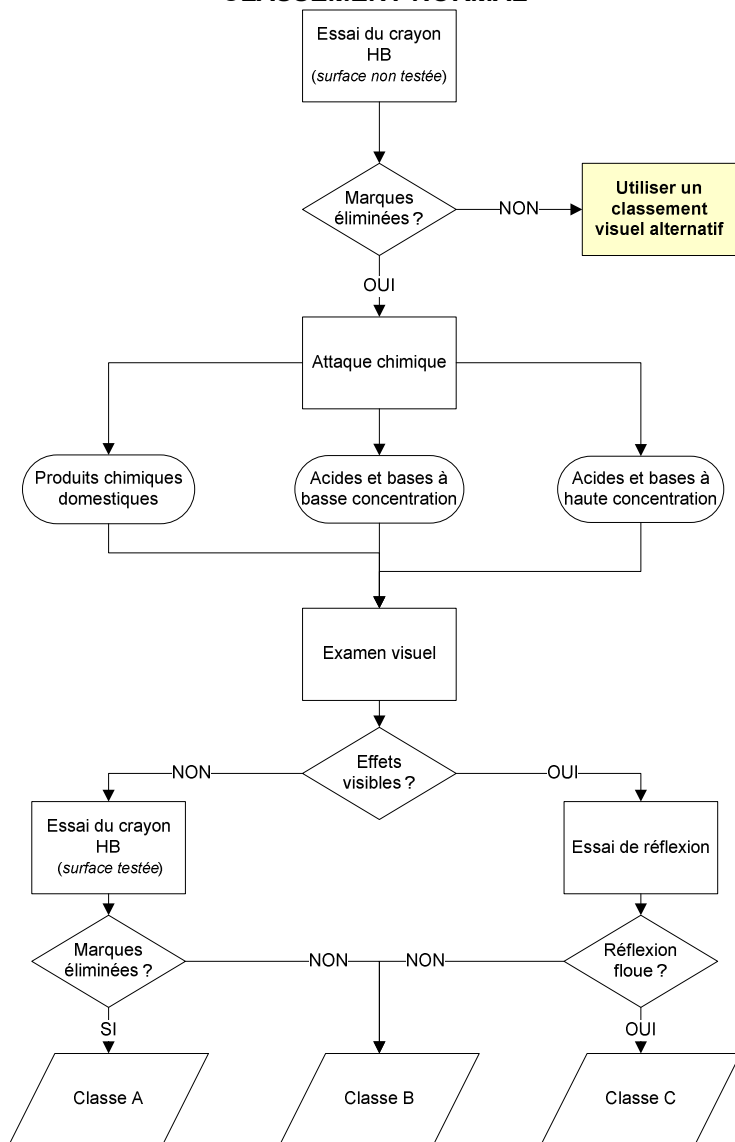 CLASSEMENT NORMAL
Essai du crayon
HB
(surface non testée)
Marques
éliminées ?
NON
Utiliser un
classement
visuel alternatif
OUI
Attaque chimique
Produits chimiques
domestiques
Acides et bases à
basse concentration
Acides et bases à
haute concentration
Examen visuel
Effets
visibles ?
NON
OUI
Essai du crayon
HB
(surface testée)
Essai de réflexion
Marques
éliminées ?
NON
NON
Réflexion
floue ?
SI
OUI
Classe A
Classe B
Classe C